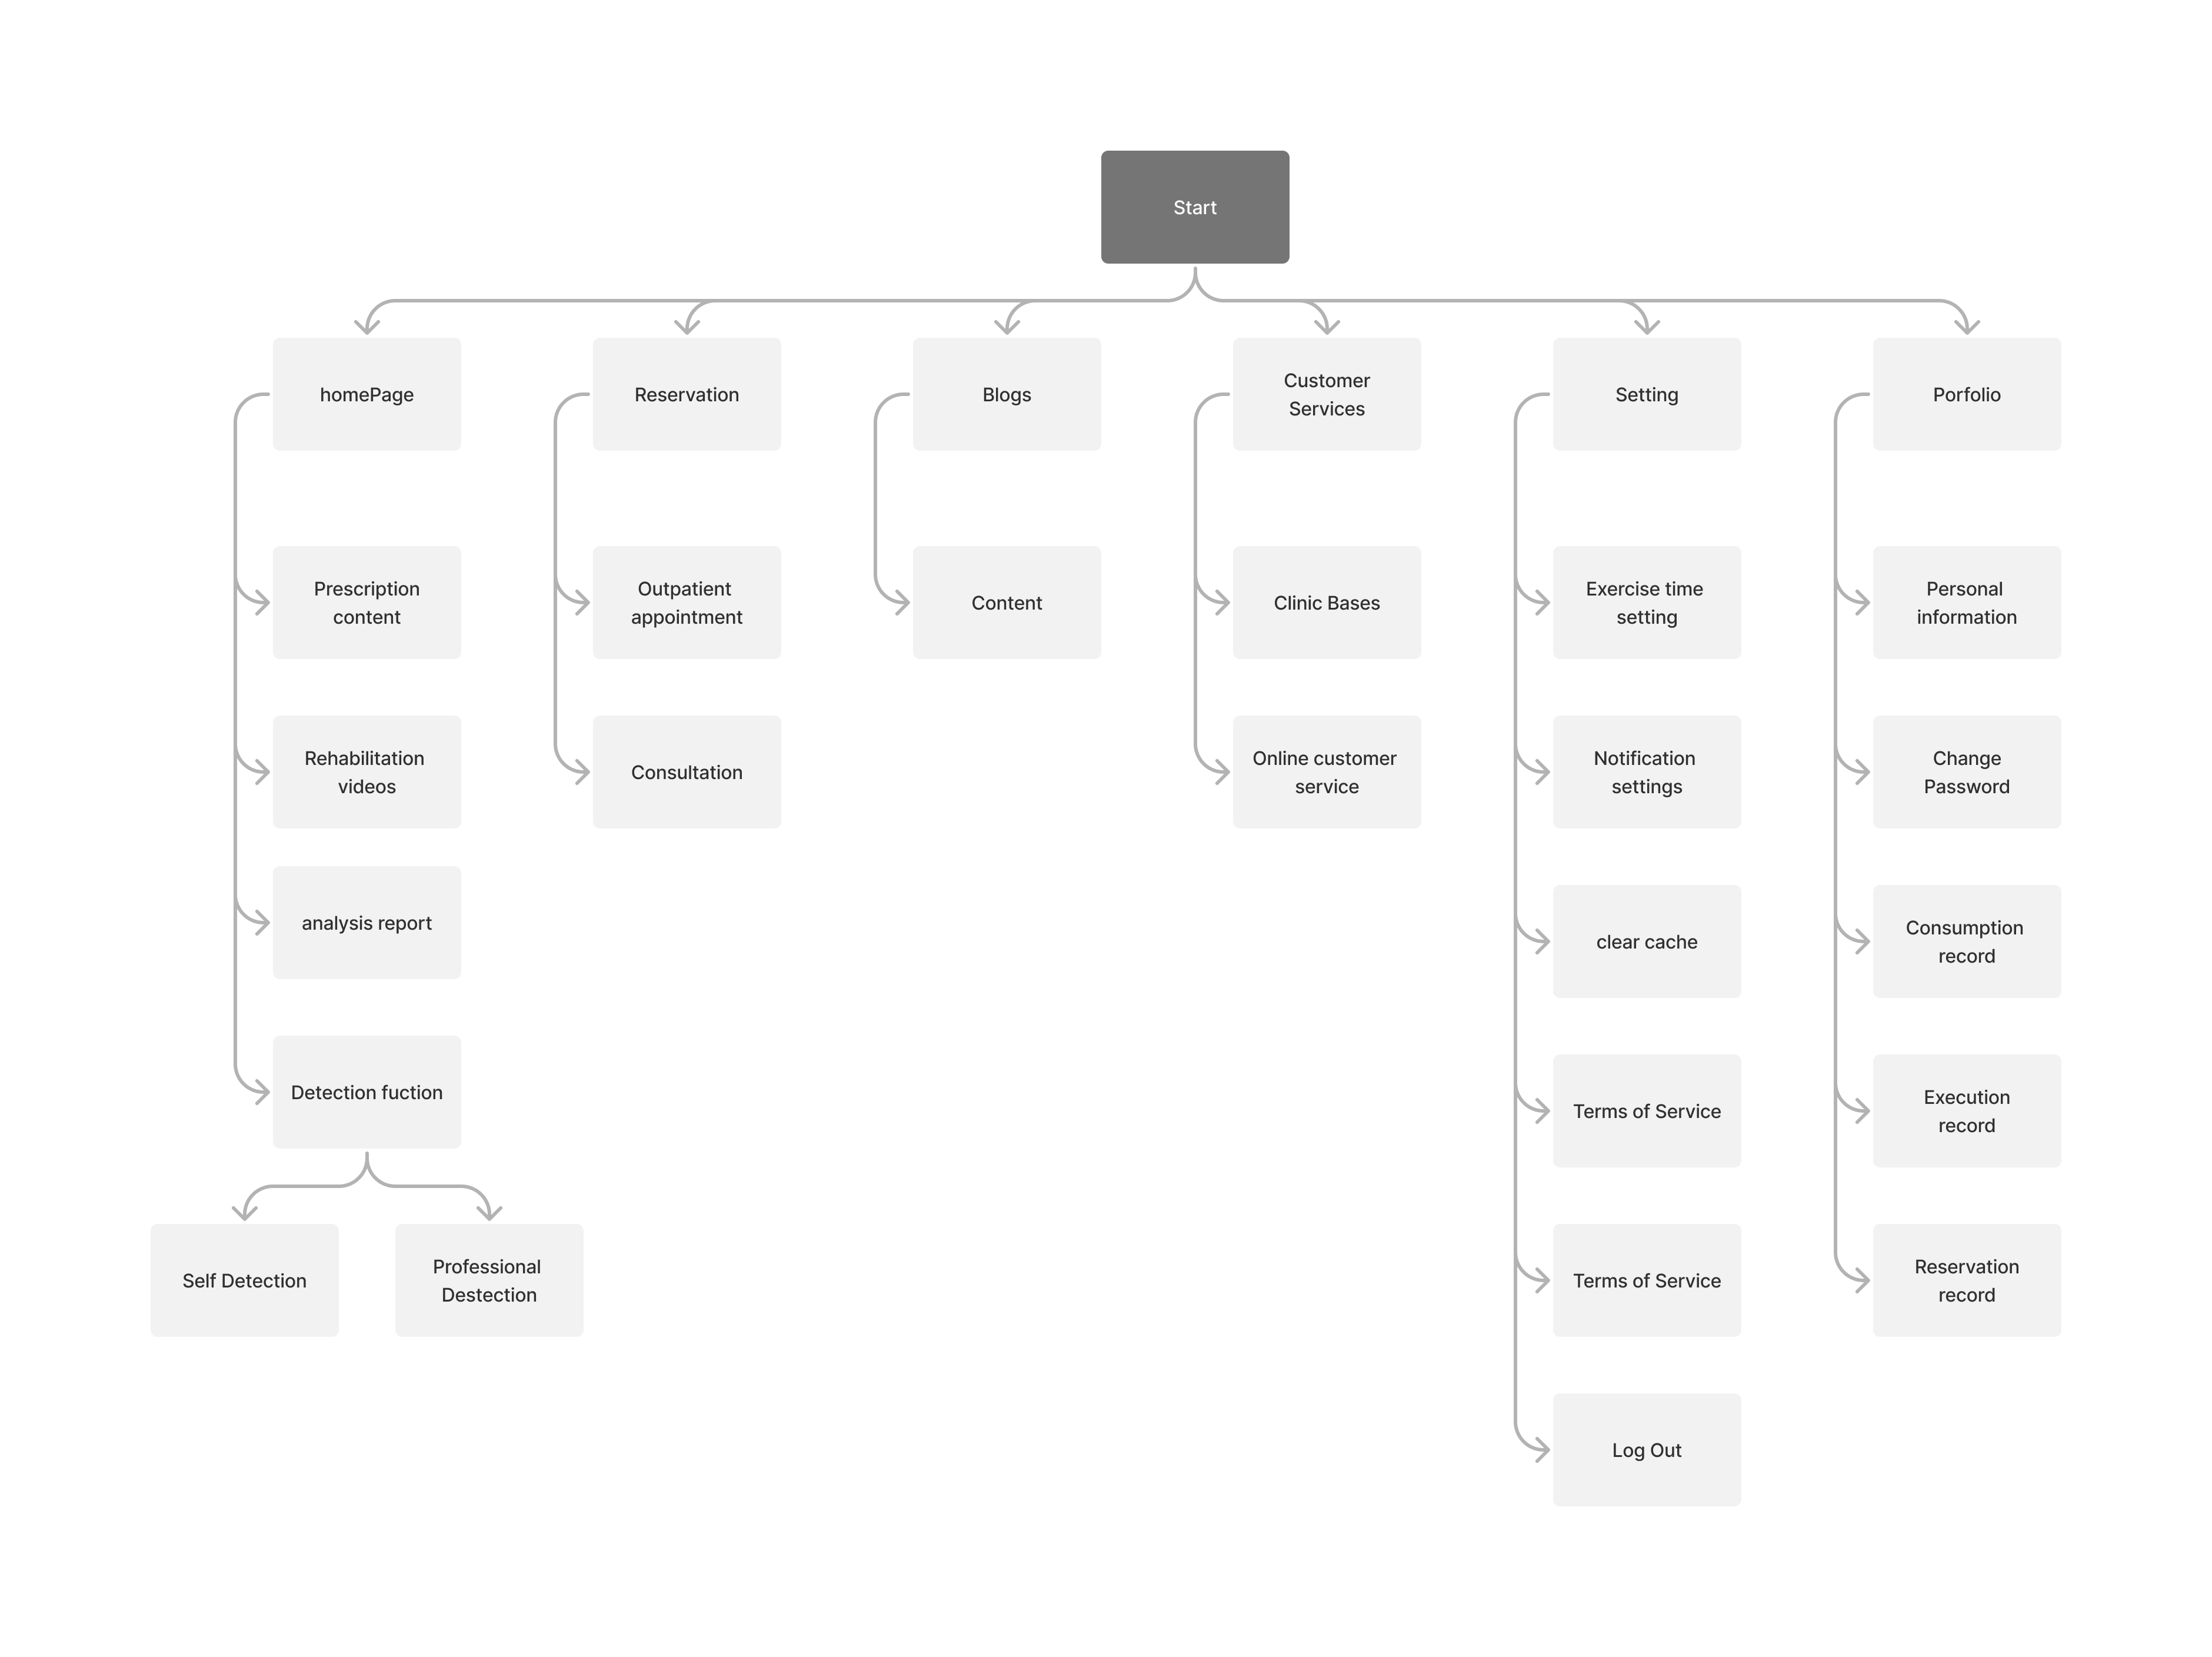 Start
homePage
Reservation
Blogs
Customer
Services
Setting
Porfolio
Prescription
content
Outpatient
appointment
Content
Clinic Bases
Exercise time
setting
Personal
information
Rehabilitation
videos
Consultation
Online customer
service
Notification
settings
Change
Password
analysis report
clear cache
Consumption
record
Detection fuction
Terms of Service
Execution
record
Self Detection
Professional
Destection
Terms of Service
Reservation
record
Log Out